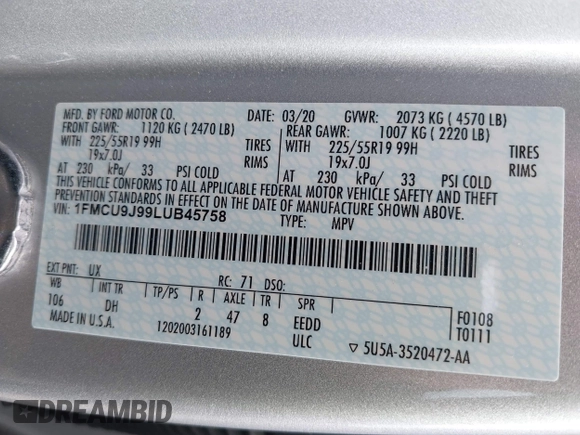 MFD. BY FORD MOTOR CO.
DATE: 03/20 GVWR: 2073 KG ( 4570 LB)
FRONT GAWR: 1120 KG ( 2470 LB) REAR GAWR: 1007 KG ( 2220 LB)
WITH 225/55R19 99H TIRES WITH 225/55R19 99H TIRES
19x7.0J RIMS 19x7.0J RIMS
AT 230 kPa/ 33 PSI COLD AT 230 kPa/ 33 PSI COLD
THIS VEHICLE CONFORMS TO ALL APPLICABLE FEDERAL MOTOR VEHICLE SAFETY AND THEFT
PREVENTION STANDARDS IN EFFECT ON THE DATE OF MANUFACTURE SHOWN ABOVE.
VIN: 1FMCU9J99LUB45758 TYPE: MPV
EXT PNT: UX RC: 71 DSO:
WB INT TR TP/PS R AXLE TR SPR
106 DH 2 47 8 EEDD F0108
MADE IN U.S.A. 1202003161189 ULC T0111
▽ 5U5A-3520472-AA
DREAMBID